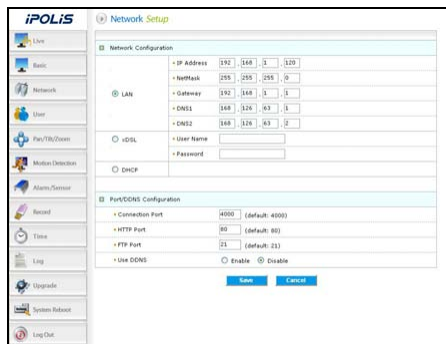 iPOLiS
Network Setup
Live
Basic
Network
User
Pan/Tilt/Zoom
Motion Detection
Alarm/Sensor
Record
Time
Log
Upgrade
System Reboot
Log Out
Network Configuration
LAN
IP Address 192 . 168 . 1 . 120
NetMask 255 . 255 . 255 . 0
Gateway 192 . 168 . 1 . 1
DNS1 168 . 126 . 63 . 1
DNS2 168 . 126 . 63 . 2
xDSL
User Name
Password
DHCP
Port/DDNS Configuration
Connection Port 4000 (default: 4000)
HTTP Port 80 (default: 80)
FTP Port 21 (default: 21)
Use DDNS Enable Disable
Save Cancel